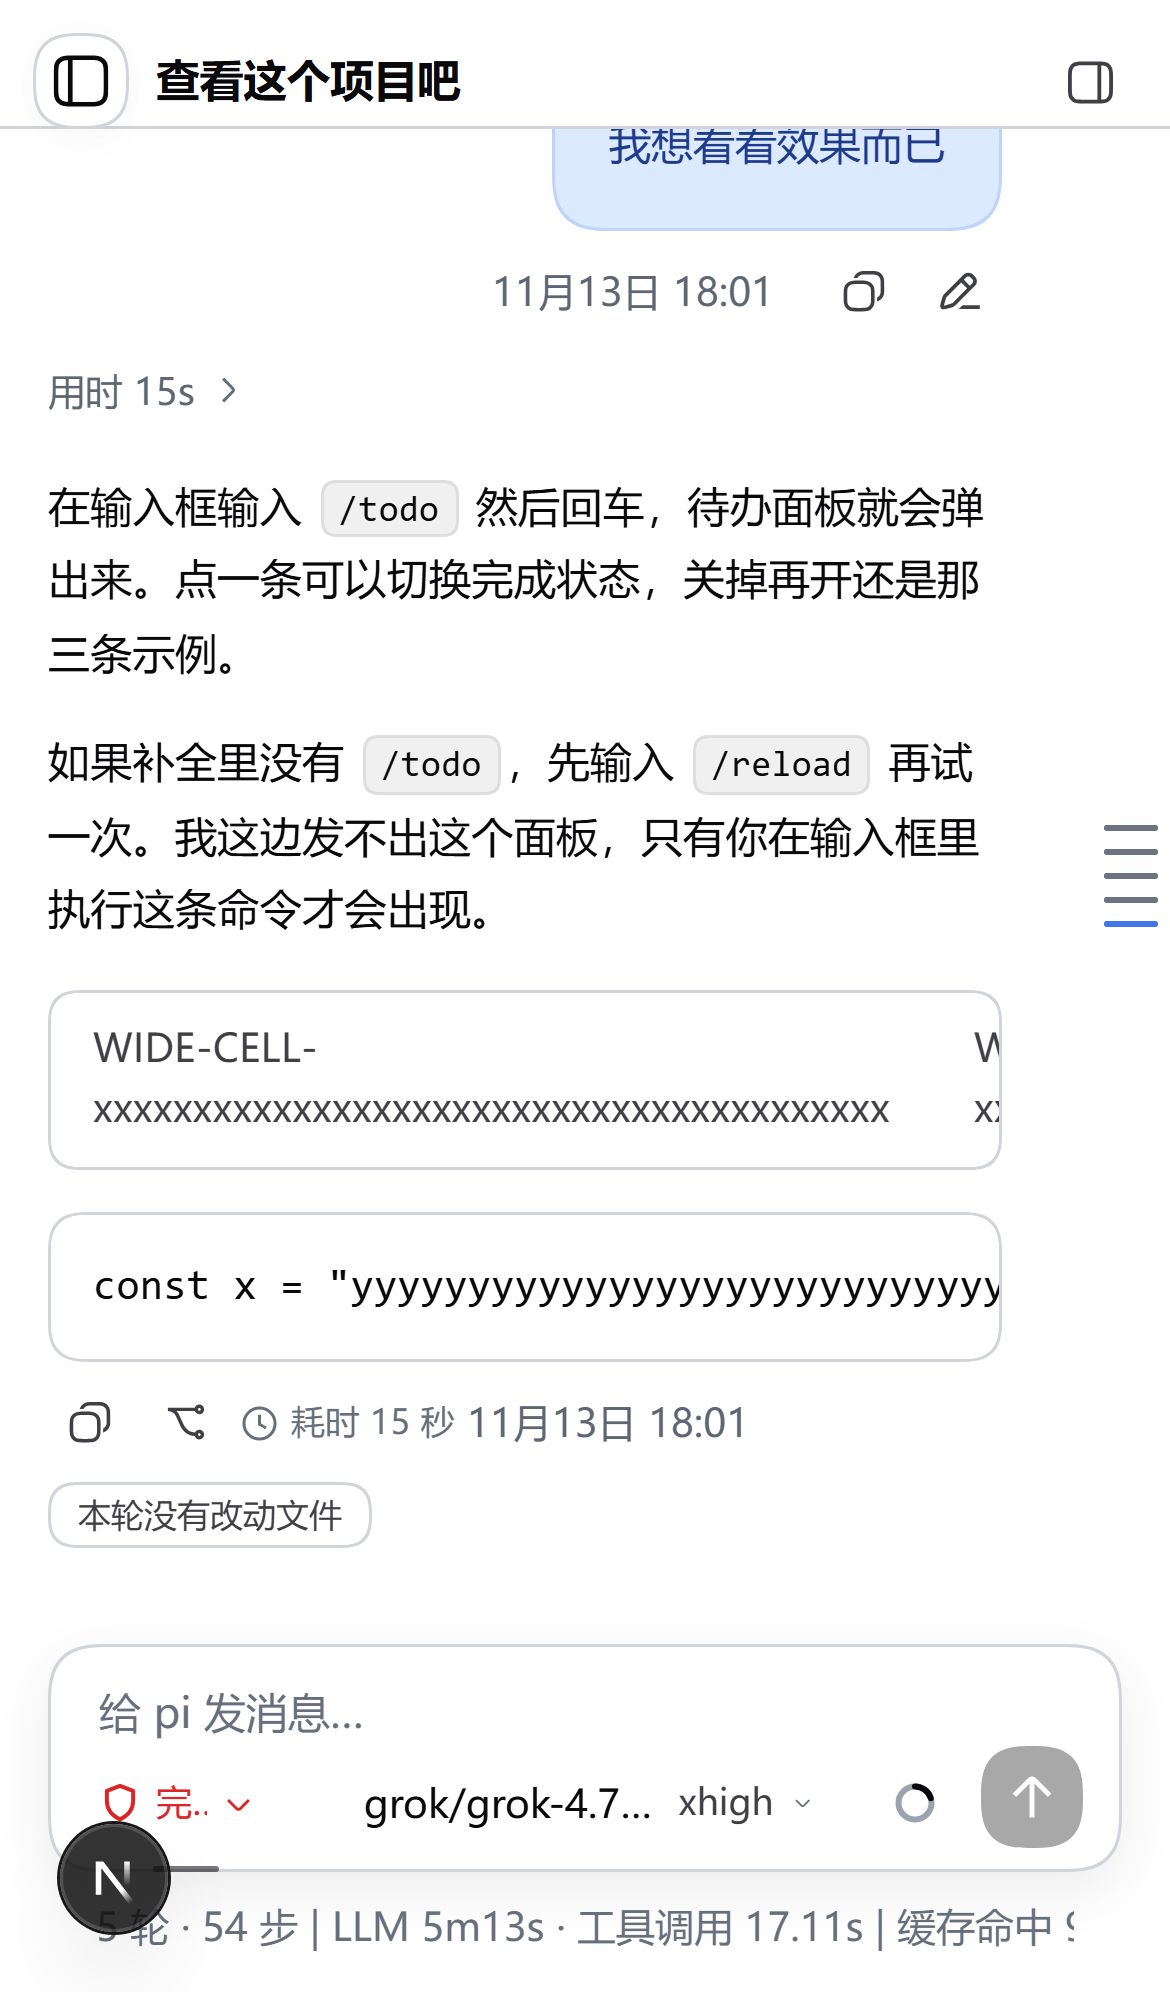 查看这个项目吧
我想看看效果而已
11月13日 18:01
用时 15s
在输入框输入 /todo 然后回车，待办面板就会弹
出来。点一条可以切换完成状态，关掉再开还是那
三条示例。
如果补全里没有 /todo ，先输入 /reload 再试
一次。我这边发不出这个面板，只有你在输入框里
执行这条命令才会出现。
WIDE-CELL- W
xxxxxxxxxxxxxxxxxxxxxxxxxxxxxxxxxxxxxxxx xx
const x = "yyyyyyyyyyyyyyyyyyyyyyyyyyyy
耗时 15 秒 11月13日 18:01
本轮没有改动文件
给 pi 发消息...
完.. grok/grok-4.7... xhigh
N
5 轮 · 54 步 | LLM 5m13s · 工具调用 17.11s | 缓存命中